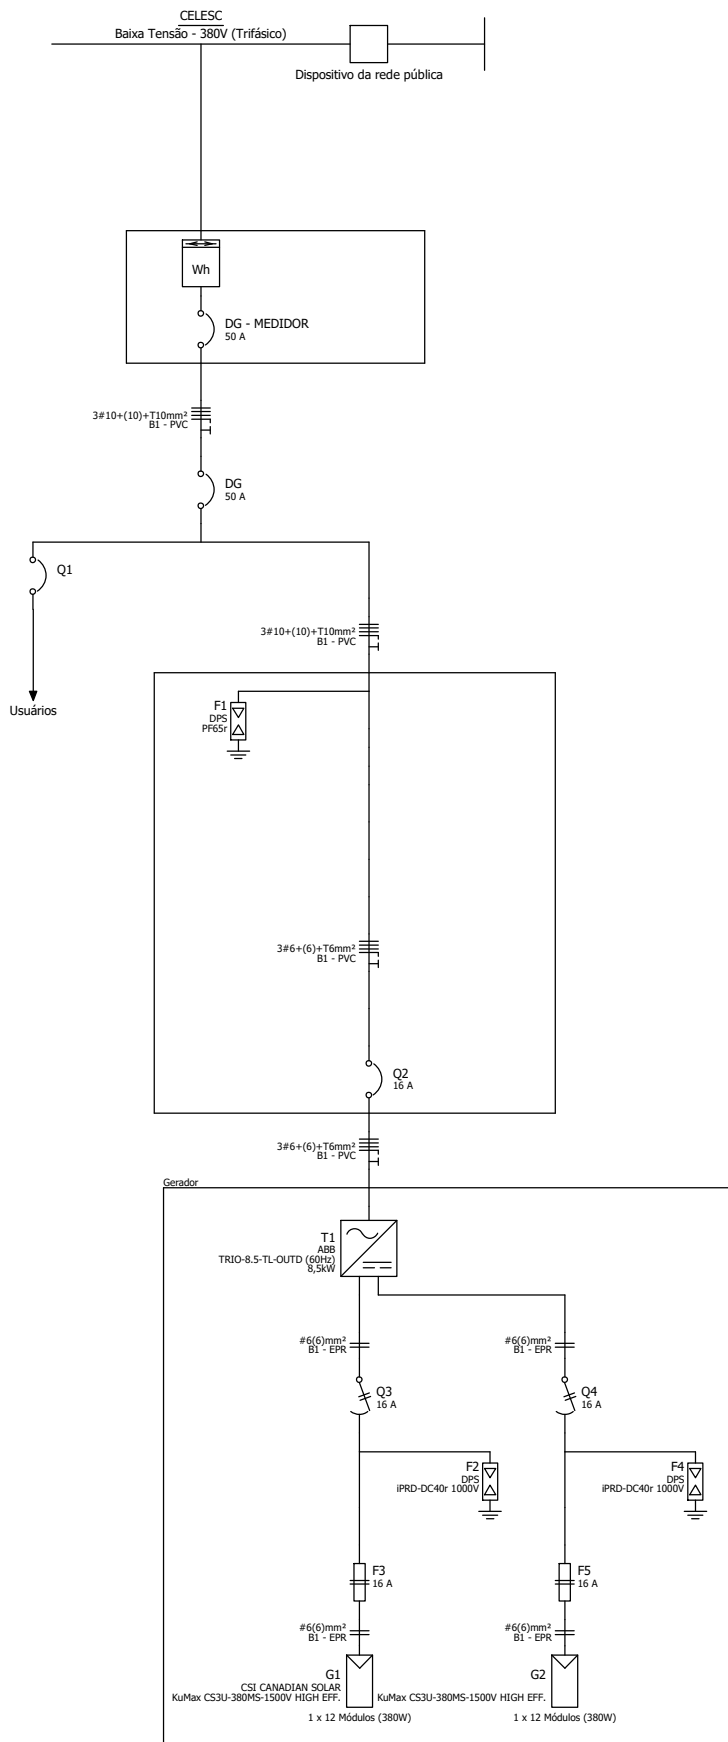 CELESC
Baixa Tensão - 380V (Trifásico)
Dispositivo da rede pública
Wh
DG - MEDIDOR
50 A
3#10+(10)+T10mm²
B1 - PVC
DG
50 A
Q1
Usuários
3#10+(10)+T10mm²
B1 - PVC
F1
DPS
PF65r
3#6+(6)+T6mm²
B1 - PVC
Q2
16 A
3#6+(6)+T6mm²
B1 - PVC
Gerador
T1
ABB
TRIO-8.5-TL-OUTD (60Hz)
8,5kW
#6(6)mm²
B1 - EPR
#6(6)mm²
B1 - EPR
Q3
16 A
Q4
16 A
F2
DPS
iPRD-DC40r 1000V
F4
DPS
iPRD-DC40r 1000V
F3
16 A
F5
16 A
#6(6)mm²
B1 - EPR
#6(6)mm²
B1 - EPR
G1
CSI CANADIAN SOLAR
KuMax CS3U-380MS-1500V HIGH EFF.
1 x 12 Módulos (380W)
G2
KuMax CS3U-380MS-1500V HIGH EFF.
1 x 12 Módulos (380W)